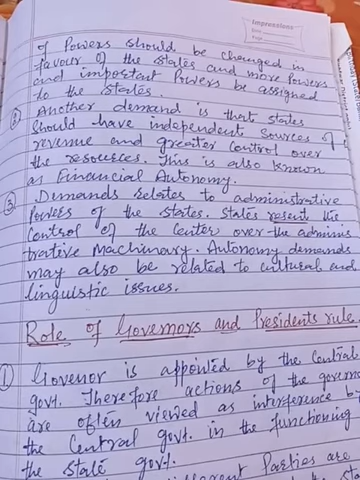 Impressions
of Powers should be changed in
favour of the states and more Powers
and important Powers be assigned
to the states.
② Another demand is that states
should have independent sources of
revenue and greater control over
the resources. This is also known
as Financial Autonomy.
③ Demands relates to administrative
Powers of the states. States resent the
control of the center over the adminis
trative Machinary. Autonomy demands
may also be related to cultural and
linguistic issues.
Role of Governors and Presidents rule.
① Govenor is appointed by the Central
govt. Therefore actions of the govern
are often viewed as interference by
the Central govt. in the functioning
the state govt.
Parties are